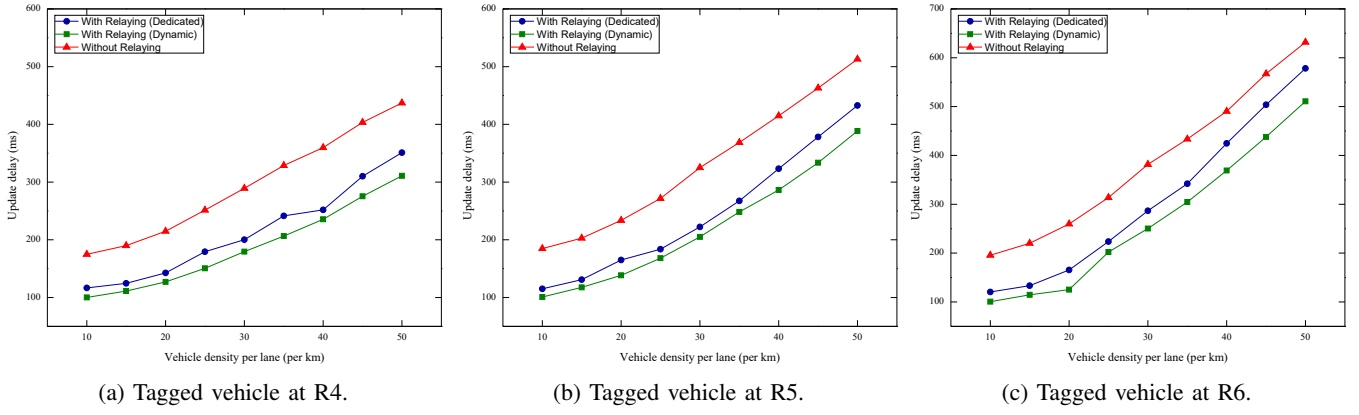 600
500
400
300
200
100
Update delay (ms)
With Relaying (Dedicated)
With Relaying (Dynamic)
Without Relaying
10
20
30
40
50
Vehicle density per lane (per km)
(a) Tagged vehicle at R4.
600
500
400
300
200
100
Update delay (ms)
With Relaying (Dedicated)
With Relaying (Dynamic)
Without Relaying
10
20
30
40
50
Vehicle density per lane (per km)
(b) Tagged vehicle at R5.
700
600
500
400
300
200
100
Update delay (ms)
With Relaying (Dedicated)
With Relaying (Dynamic)
Without Relaying
10
20
30
40
50
Vehicle density per lane (per km)
(c) Tagged vehicle at R6.